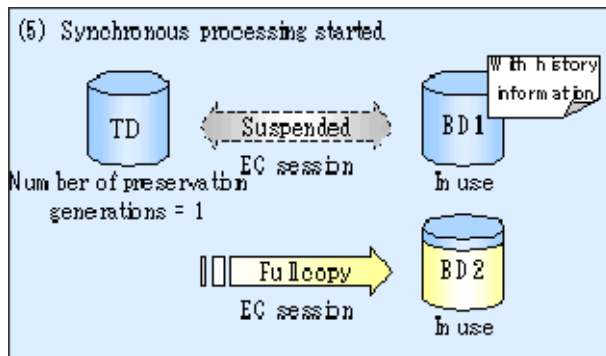 (5) Synchronous processing started
With history
information
TD
Suspended
BD1
EC session
In use
Number of preservation
generations = 1
Fullcopy
BD2
EC session
In use